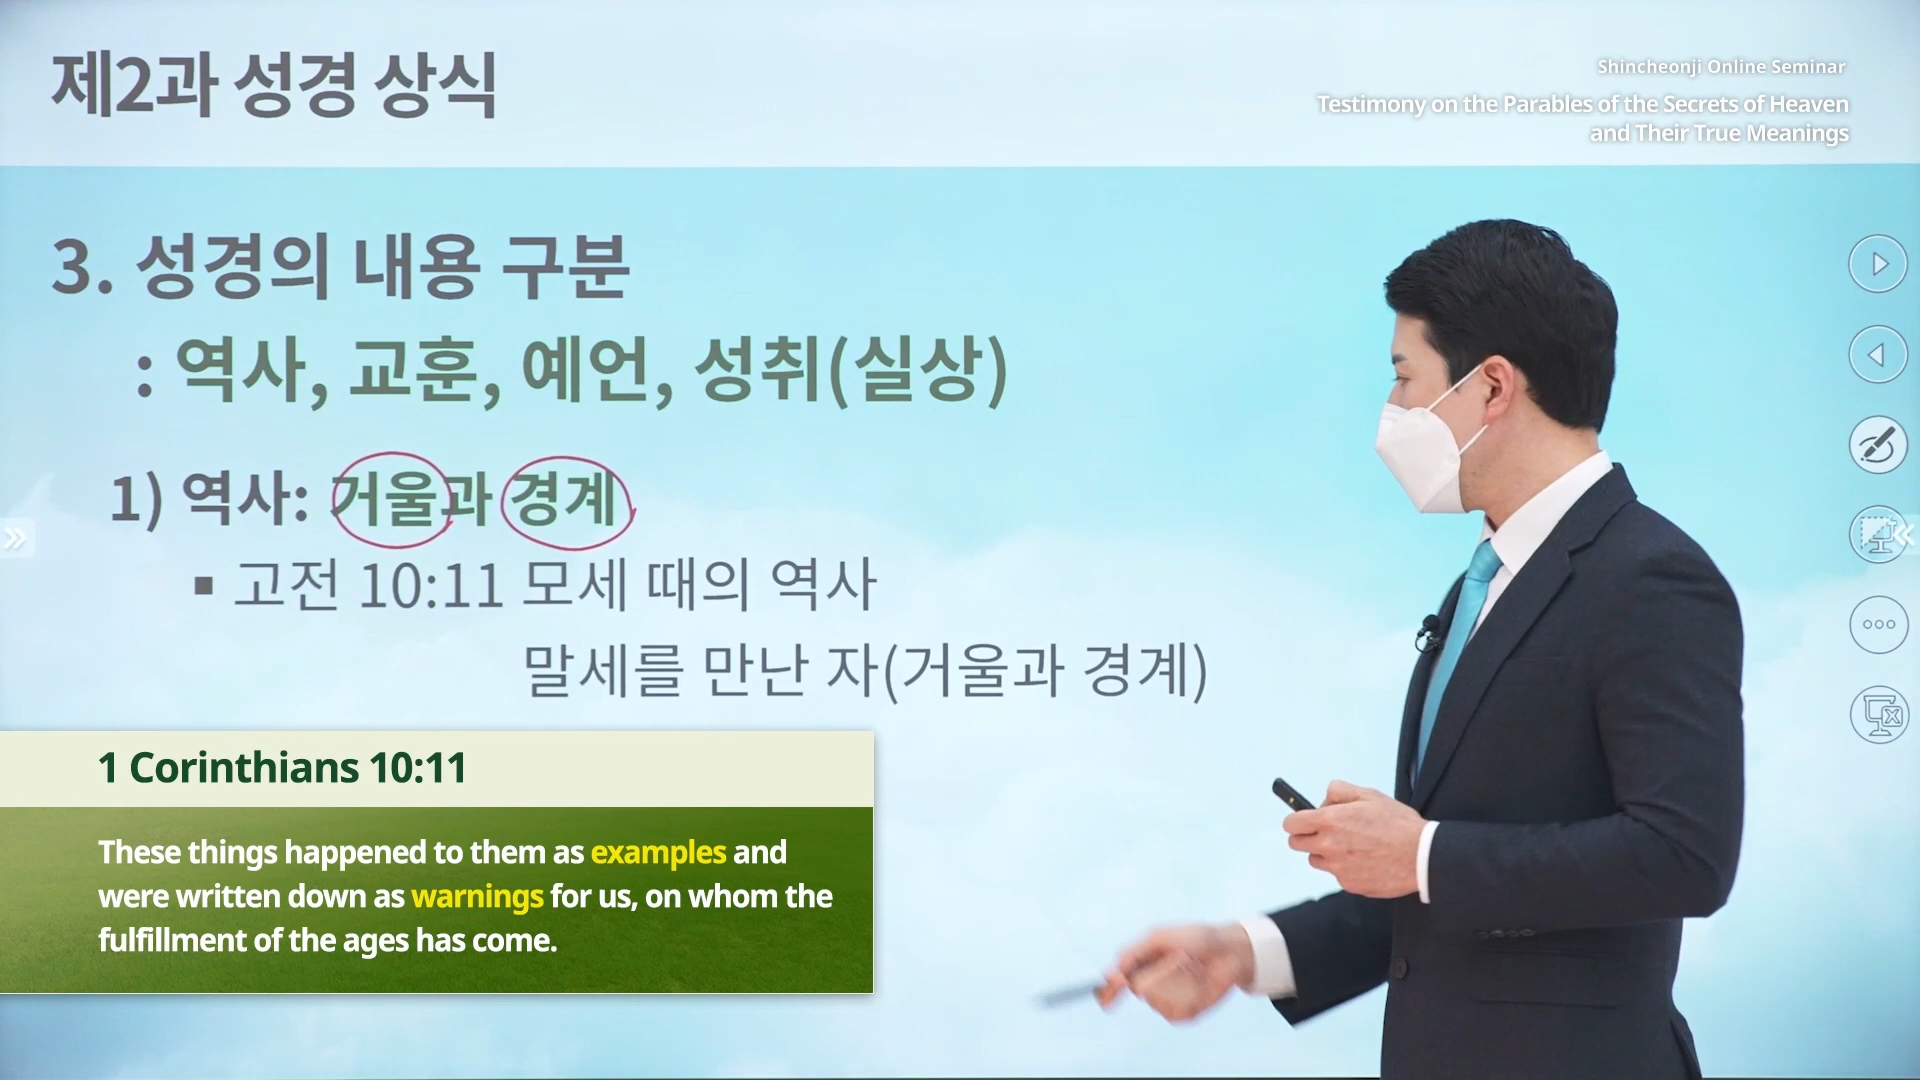 제2과 성경 상식
Shincheonji Online Seminar
Testimony on the Parables of the Secrets of Heaven
and Their True Meanings
3. 성경의 내용 구분
: 역사, 교훈, 예언, 성취(실상)
1) 역사: 거울과 경계
▪ 고전 10:11 모세 때의 역사
말세를 만난 자(거울과 경계)
1 Corinthians 10:11
These things happened to them as examples and
were written down as warnings for us, on whom the
fulfillment of the ages has come.